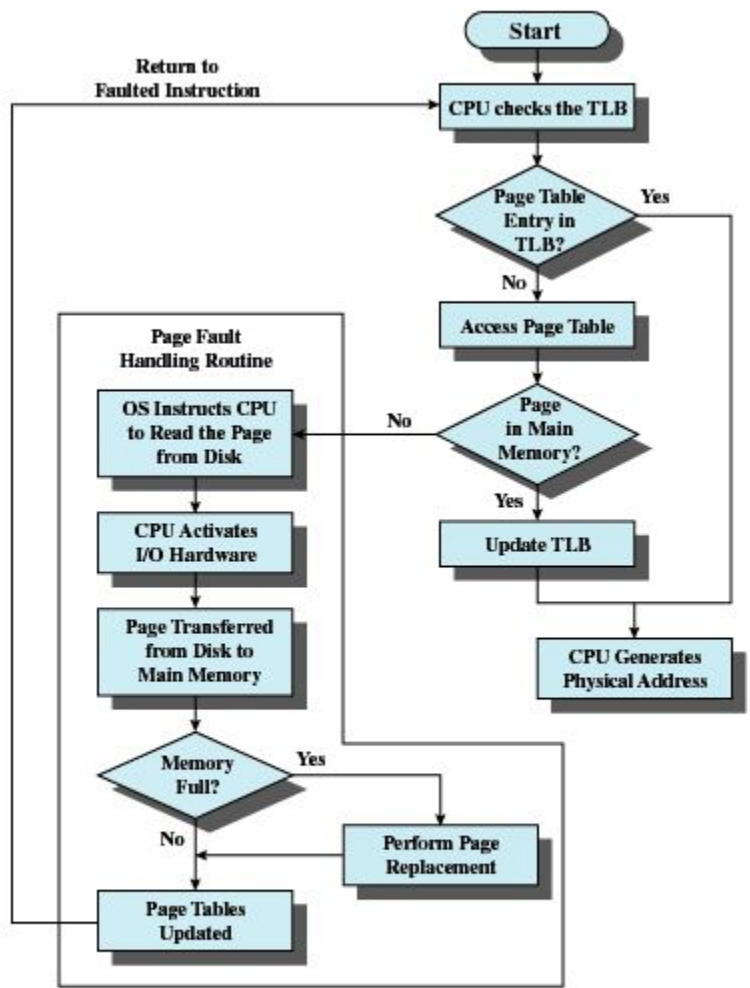 Start
Return to
Faulted Instruction
CPU checks the TLB
Page Table
Entry in
TLB?
Yes
No
Access Page Table
Page Fault
Handling Routine
OS Instructs CPU
to Read the Page
from Disk
No
Page
in Main
Memory?
Yes
CPU Activates
I/O Hardware
Update TLB
Page Transferred
from Disk to
Main Memory
CPU Generates
Physical Address
Memory
Full?
Yes
No
Perform Page
Replacement
Page Tables
Updated